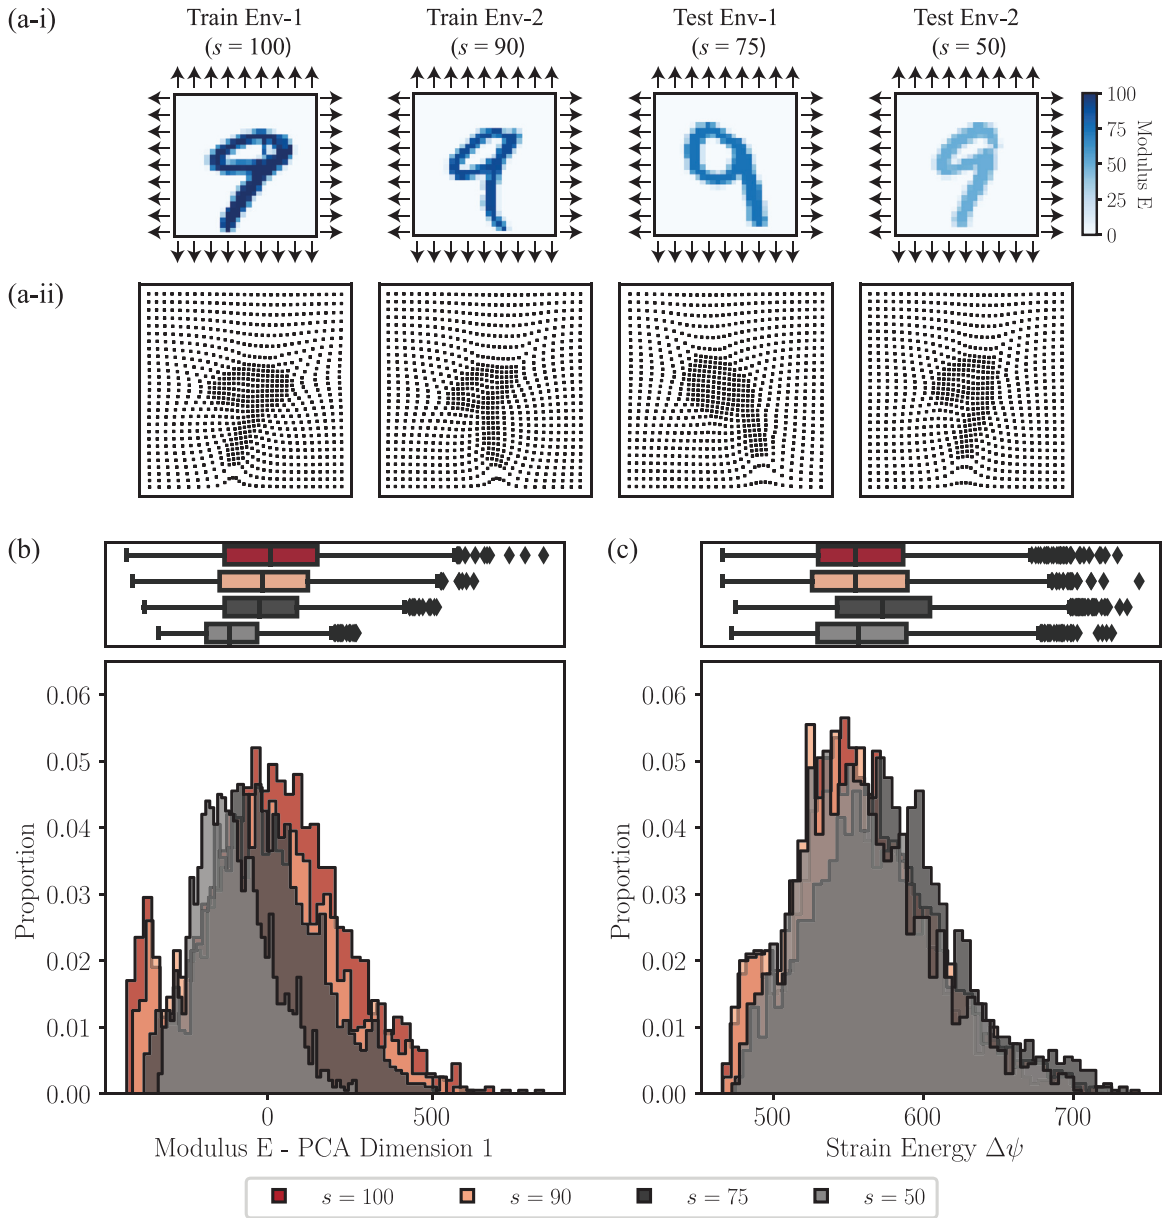 (a-i)
Train Env-1
(s = 100)
Train Env-2
(s = 90)
Test Env-1
(s = 75)
Test Env-2
(s = 50)
100
75
50
25
0
Modulus E
(a-ii)
(b)
0.06
0.05
0.04
0.03
0.02
0.01
0.00
Proportion
0
500
Modulus E - PCA Dimension 1
(c)
0.06
0.05
0.04
0.03
0.02
0.01
0.00
Proportion
500
600
700
Strain Energy Δψ
s = 100
s = 90
s = 75
s = 50